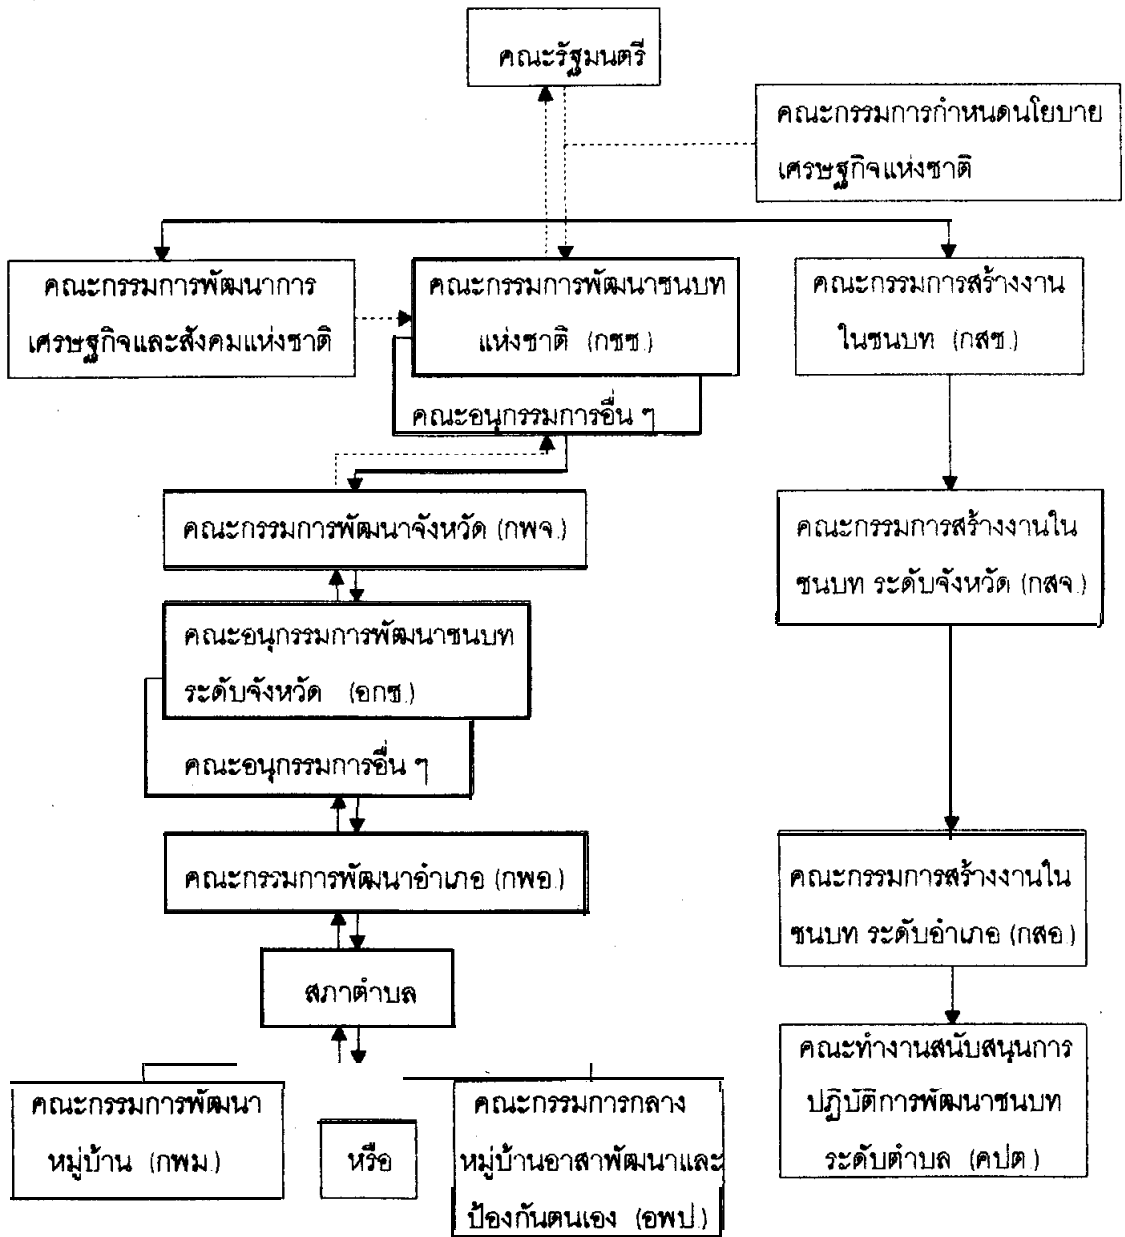 คณะรัฐมนตรี
คณะกรรมการกำหนดนโยบาย
เศรษฐกิจแห่งชาติ
คณะกรรมการพัฒนาการ
เศรษฐกิจและสังคมแห่งชาติ
คณะกรรมการพัฒนาชนบท
แห่งชาติ (กชช.)
คณะอนุกรรมการอื่น ๆ
คณะกรรมการสร้างงาน
ในชนบท (กสช.)
คณะกรรมการพัฒนาจังหวัด (กพจ.)
คณะกรรมการสร้างงานใน
ชนบท ระดับจังหวัด (กสจ.)
คณะอนุกรรมการพัฒนาชนบท
ระดับจังหวัด (อกช.)
คณะอนุกรรมการอื่น ๆ
คณะกรรมการพัฒนาอำเภอ (กพอ.)
คณะกรรมการสร้างงานใน
ชนบท ระดับอำเภอ (กสอ.)
สภาตำบล
คณะทำงานสนับสนุนการ
ปฏิบัติการพัฒนาชนบท
ระดับตำบล (คปต.)
คณะกรรมการพัฒนา
หมู่บ้าน (กพม.)
หรือ
คณะกรรมการกลาง
หมู่บ้านอาสาพัฒนาและ
ป้องกันตนเอง (อพป.)